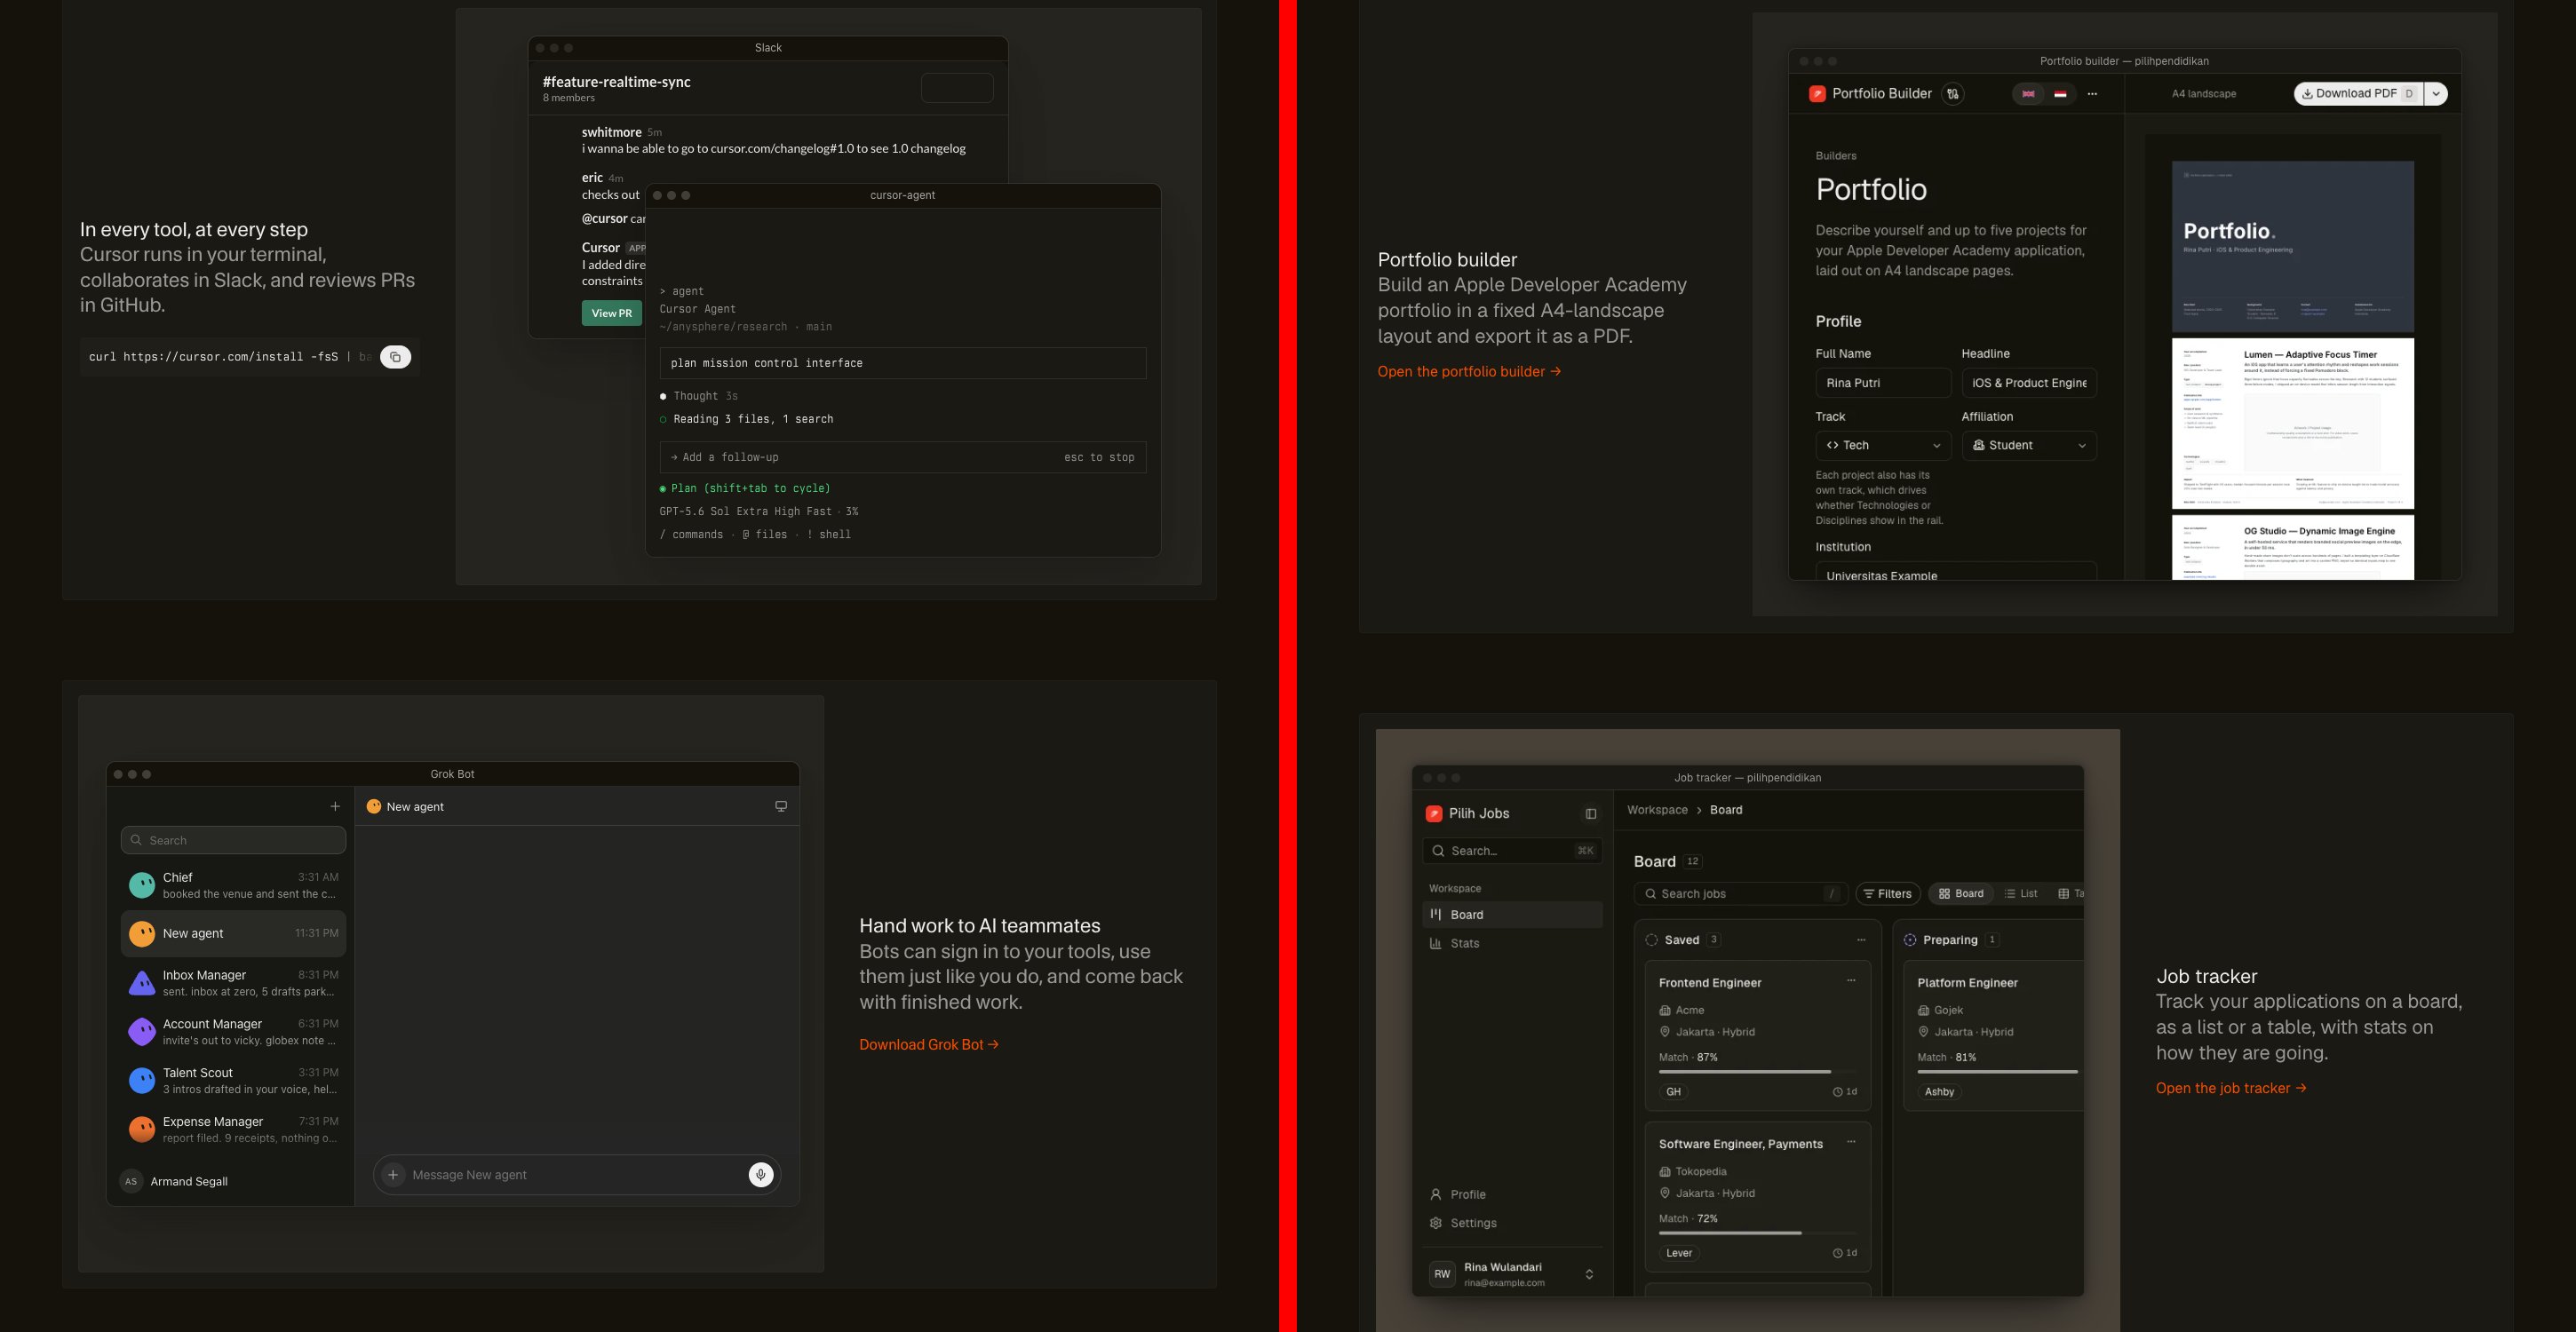 Slack
#feature-realtime-sync
8 members
swhitmore 5m
i wanna be able to go to cursor.com/changelog#1.0 to see 1.0 changelog
eric 4m
checks out
@cursor can
Cursor APP
I added dire
constraints
View PR
In every tool, at every step
Cursor runs in your terminal,
collaborates in Slack, and reviews PRs
in GitHub.
curl https://cursor.com/install -fsS | ba
cursor-agent
> agent
Cursor Agent
~/anysphere/research · main
plan mission control interface
Thought 3s
Reading 3 files, 1 search
→ Add a follow-up esc to stop
Plan (shift+tab to cycle)
GPT-5.6 Sol Extra High Fast · 3%
/ commands · @ files · ! shell
Grok Bot
Search
Chief 3:31 AM
booked the venue and sent the c...
New agent 11:31 PM
Inbox Manager 8:31 PM
sent. inbox at zero, 5 drafts park...
Account Manager 6:31 PM
invite's out to vicky. globex note ...
Talent Scout 3:31 PM
3 intros drafted in your voice, hel...
Expense Manager 7:31 PM
report filed. 9 receipts, nothing o...
AS Armand Segall
New agent
Message New agent
Hand work to AI teammates
Bots can sign in to your tools, use
them just like you do, and come back
with finished work.
Download Grok Bot →
Portfolio builder
Build an Apple Developer Academy
portfolio in a fixed A4-landscape
layout and export it as a PDF.
Open the portfolio builder →
Portfolio builder — pilihpendidikan
Portfolio Builder
A4 landscape
Download PDF D
Builders
Portfolio
Describe yourself and up to five projects for
your Apple Developer Academy application,
laid out on A4 landscape pages.
Profile
Full Name Headline
Rina Putri iOS & Product Engine
Track Affiliation
Tech Student
Each project also has its
own track, which drives
whether Technologies or
Disciplines show in the rail.
Institution
Universitas Example
Portfolio.
Rina Putri · iOS & Product Engineering
Lumen — Adaptive Focus Timer
OG Studio — Dynamic Image Engine
Job tracker — pilihpendidikan
Pilih Jobs
Search... ⌘K
Workspace
Board
Stats
Profile
Settings
RW Rina Wulandari
rina@example.com
Workspace > Board
Board 12
Search jobs /
Filters
Board List Ta
Saved 3
Frontend Engineer
Acme
Jakarta · Hybrid
Match · 87%
GH 1d
Software Engineer, Payments
Tokopedia
Jakarta · Hybrid
Match · 72%
Lever 1d
Preparing 1
Platform Engineer
Gojek
Jakarta · Hybrid
Match · 81%
Ashby
Job tracker
Track your applications on a board,
as a list or a table, with stats on
how they are going.
Open the job tracker →